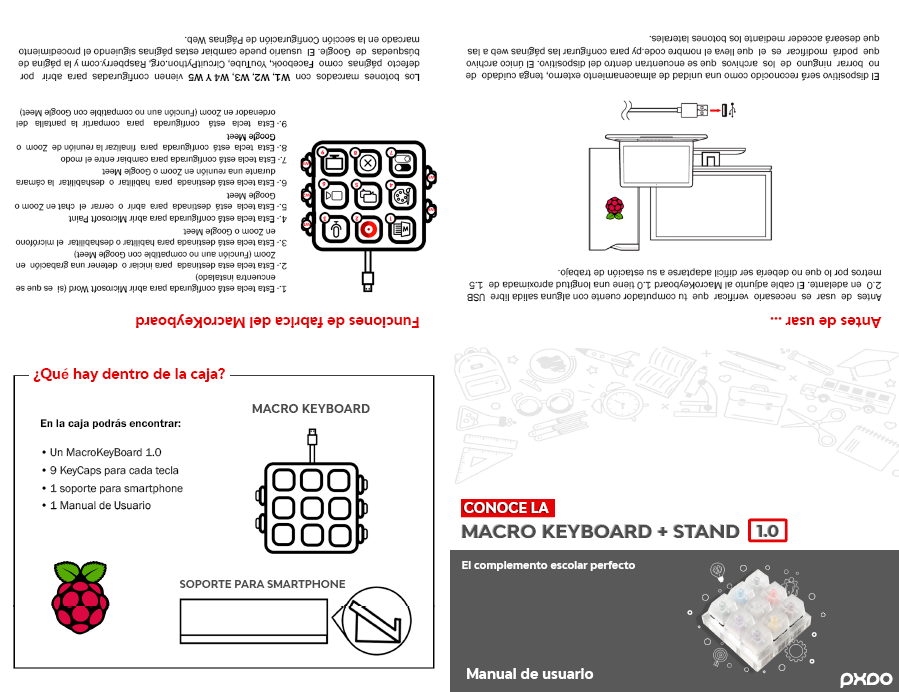 CONOCE LA
MACRO KEYBOARD + STAND 1.0
El complemento escolar perfecto
Manual de usuario
pxdo
¿Qué hay dentro de la caja?
En la caja podrás encontrar:
• Un MacroKeyBoard 1.0
• 9 KeyCaps para cada tecla
• 1 soporte para smartphone
• 1 Manual de Usuario
MACRO KEYBOARD
SOPORTE PARA SMARTPHONE
Antes de usar ...
Antes de usar es necesario verificar que tu computador cuente con alguna salida libre USB
2.0 en adelante. El cable adjunto al MacroKeyboard 1.0 tiene una longitud aproximada de 1.5
metros por lo que no debería ser difícil adaptarse a su estación de trabajo.
El dispositivo será reconocido como una unidad de almacenamiento externo, tenga cuidado de
no borrar ninguno de los archivos que se encuentran dentro del dispositivo. El único archivo
que podrá modificar es el que lleva el nombre code.py para configurar las páginas web a las
que deseará acceder mediante los botones laterales.
Funciones de fabrica del MacroKeyboard
1.- Esta tecla está configurada para abrir Microsoft Word (si es que se
encuentra instalado)
2.- Esta tecla esta destinada para iniciar o detener una grabación en
Zoom (Función aun no compatible con Google Meet)
3.- Esta tecla está destinada para habilitar o deshabilitar el micrófono
en Zoom o Google Meet
4.- Esta tecla está configurada para abrir Microsoft Paint
5.- Esta tecla está destinada para abrir o cerrar el chat en Zoom o
Google Meet
6.- Esta tecla está destinada para habilitar o deshabilitar la cámara
durante una reunión en Zoom o Google Meet
7.- Esta tecla está configurada para cambiar entre el modo
8.- Esta tecla está configurada para finalizar la reunión de Zoom o
Google Meet
9.- Esta tecla está configurada para compartir la pantalla del
ordenador en Zoom (Función aun no compatible con Google Meet)
Los botones marcados con W1, W2, W3, W4 Y W5 vienen configuradas para abrir por
defecto páginas como Facebook, YouTube, CircuitPython.org, Raspberry.com y la página de
búsquedas de Google. El usuario puede cambiar estas páginas siguiendo el procedimiento
marcado en la sección Configuración de Páginas Web.